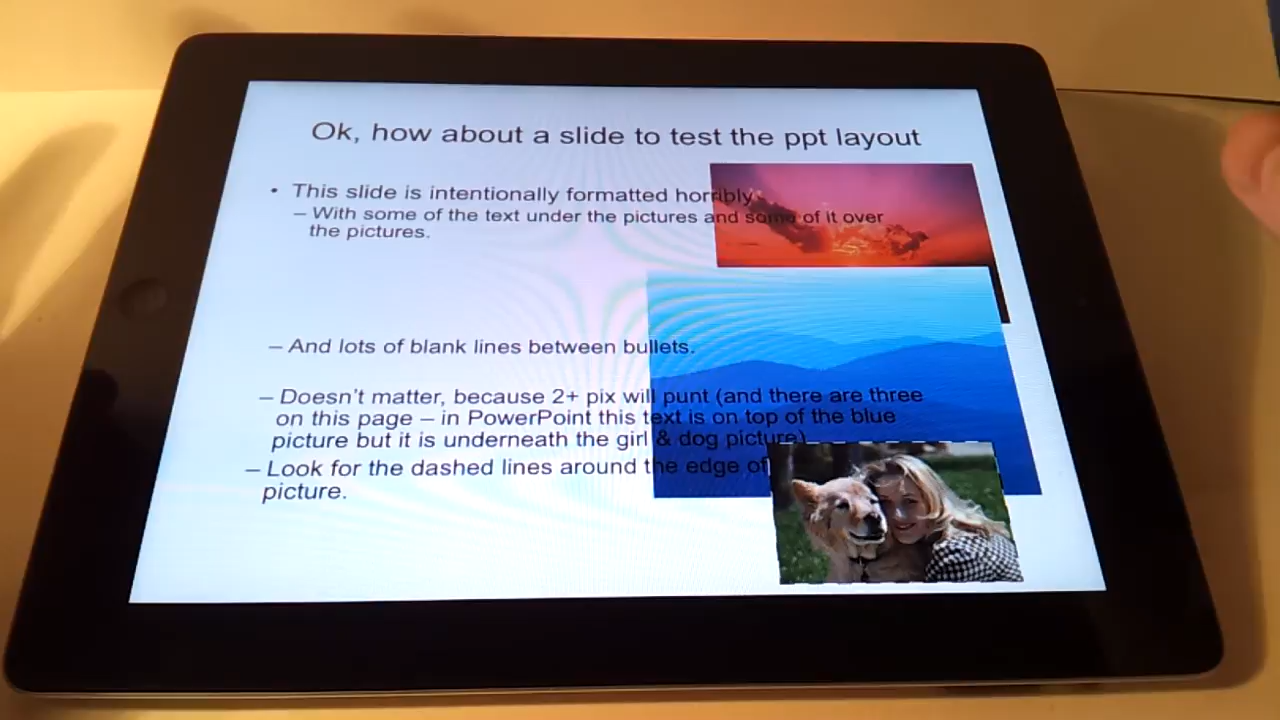 Ok, how about a slide to test the ppt layout
• This slide is intentionally formatted horribly.
– With some of the text under the pictures and some of it over
the pictures.
– And lots of blank lines between bullets.
– Doesn't matter, because 2+ pix will punt (and there are three
on this page – in PowerPoint this text is on top of the blue
picture but it is underneath the girl & dog picture)
– Look for the dashed lines around the edge of
picture.